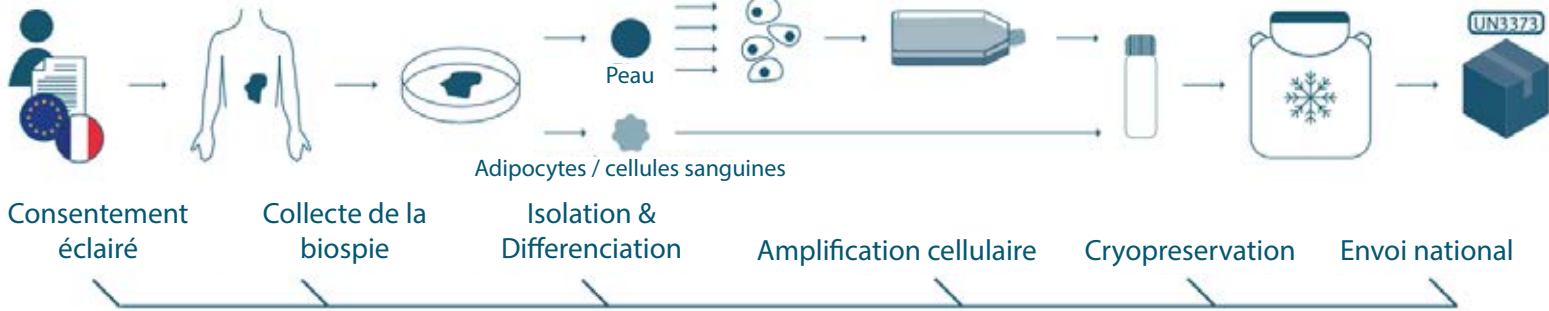 UN3373
Peau
Adipocytes / cellules sanguines
Consentement
éclairé
Collecte de la
biospie
Isolation &
Differenciation
Amplification cellulaire
Cryopreservation
Envoi national